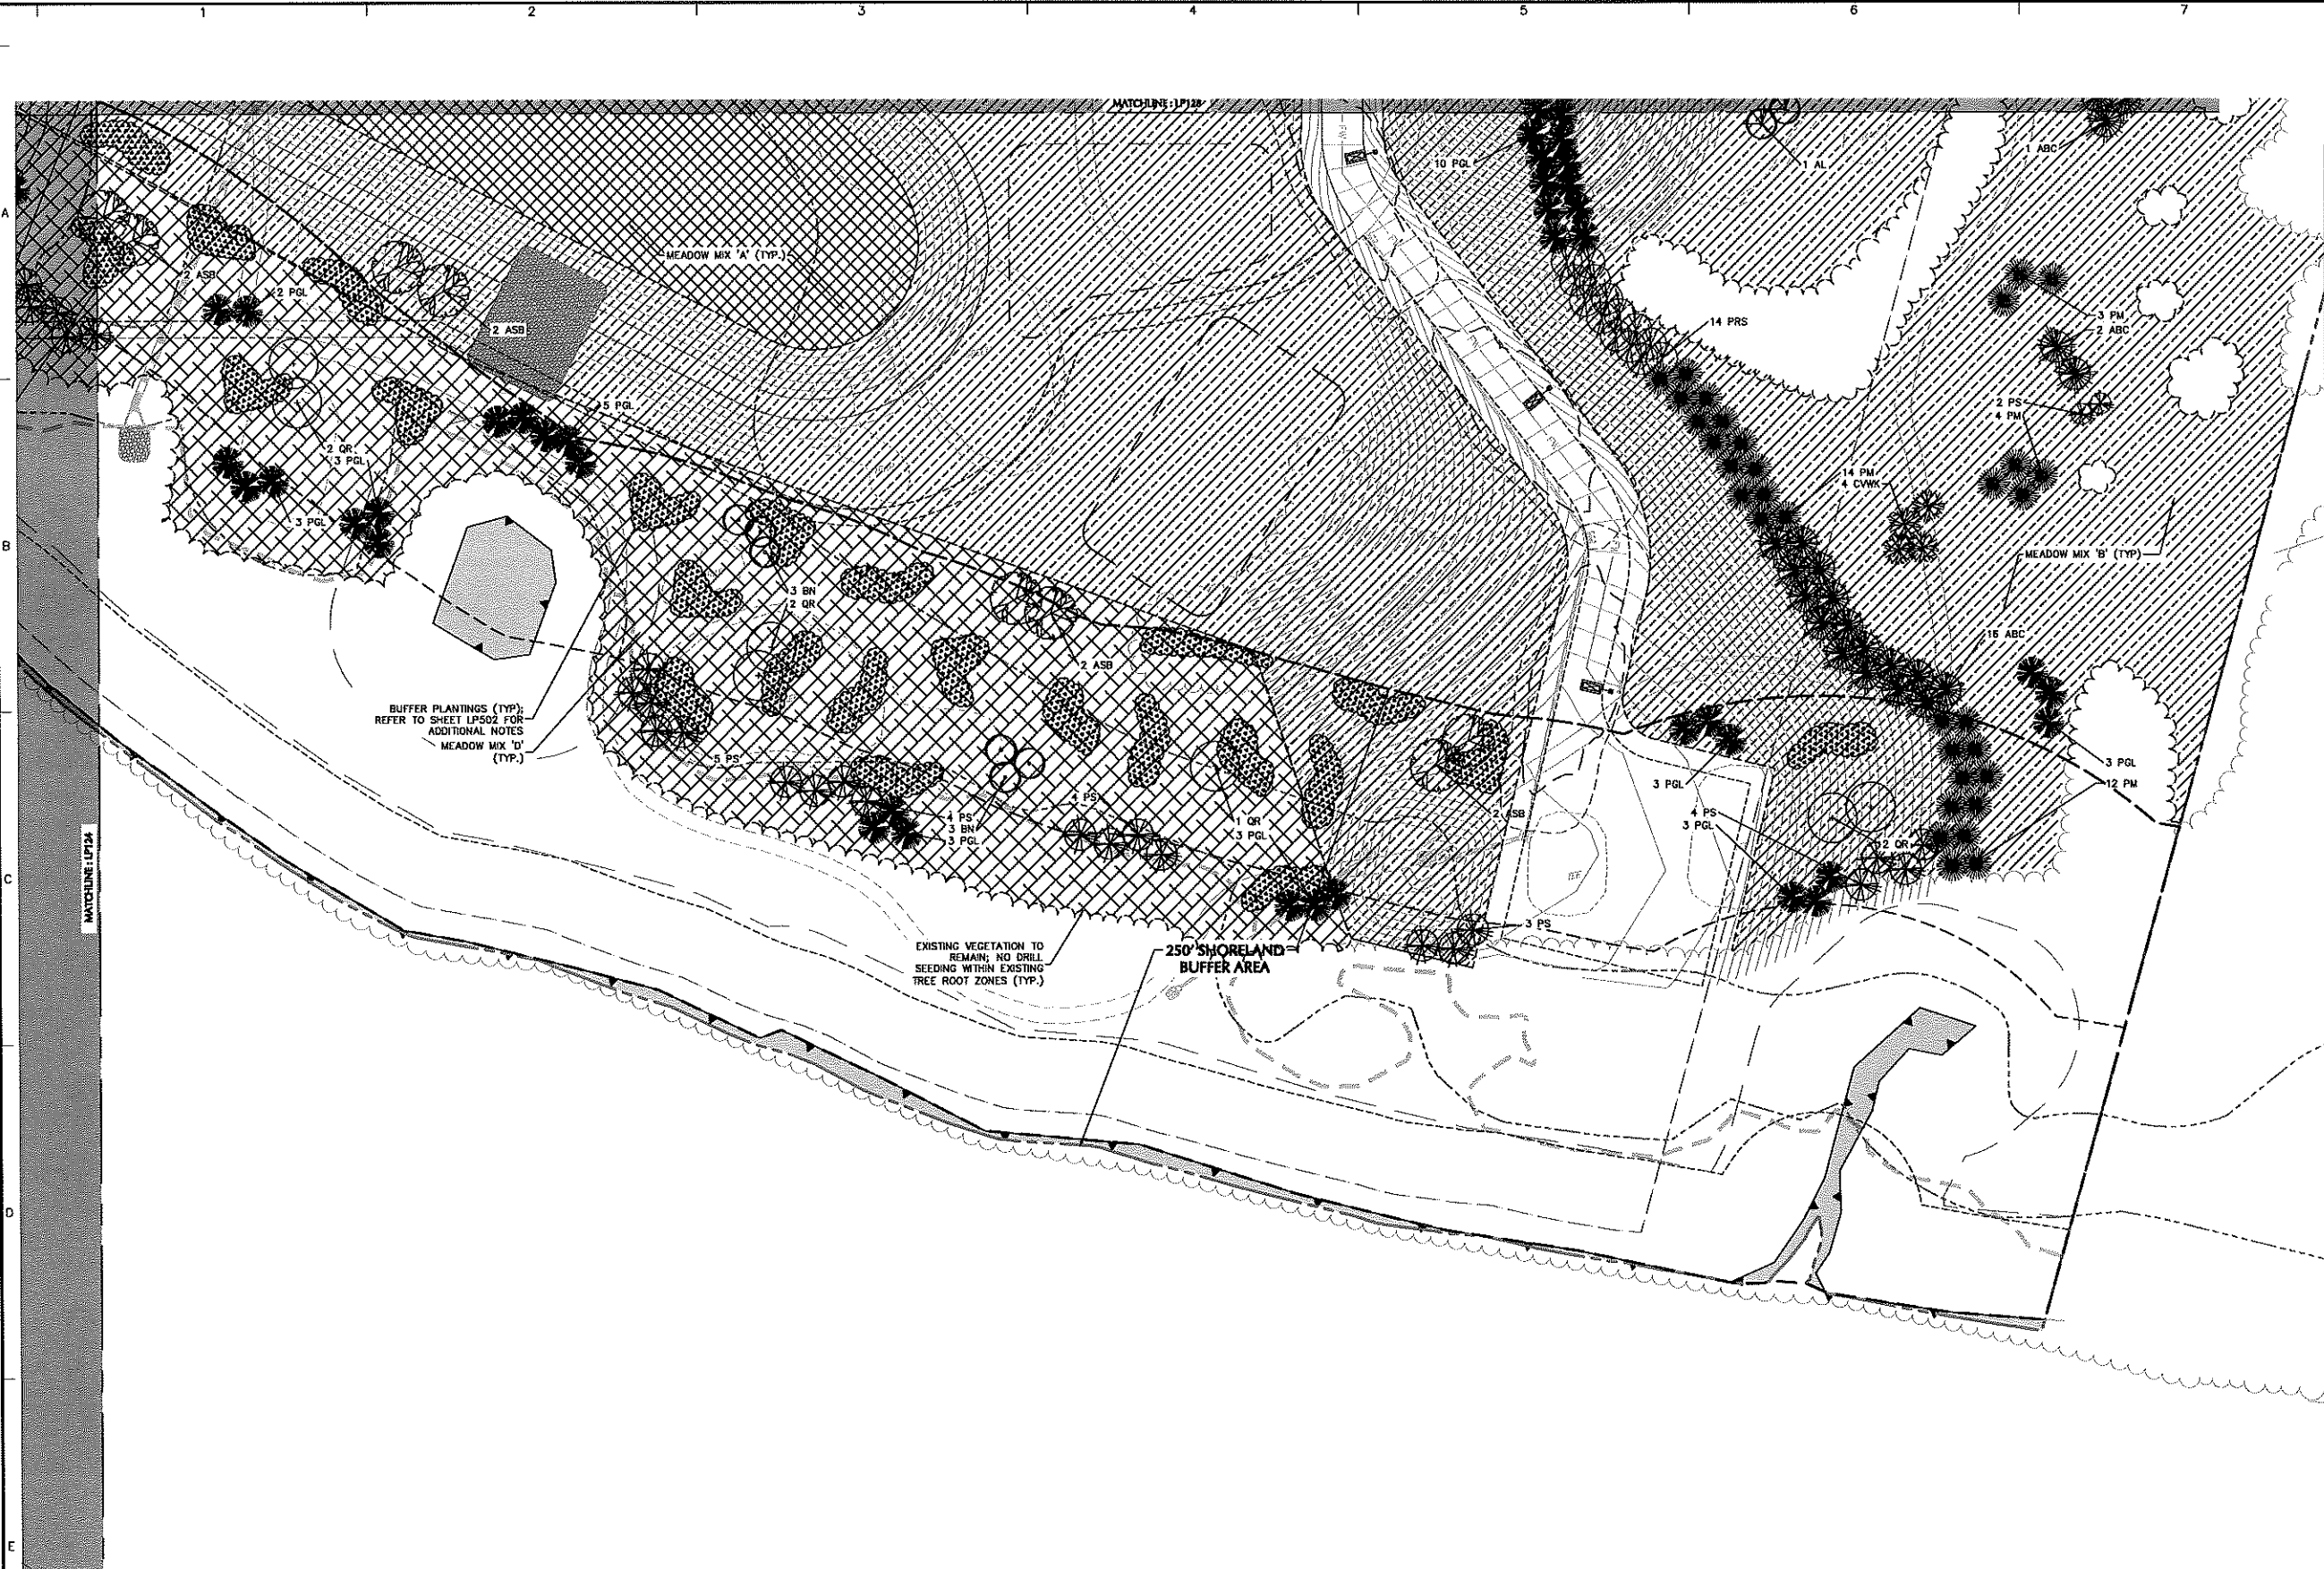 1
2
3
4
5
6
7
A
B
C
D
E
MATCHLINE : LP128
MATCHLINE : LP124
10 PGL
1 AL
1 ABC
2 ASB
2 PGL
MEADOW MIX 'A' (TYP.)
2 ASB
14 PRS
3 PM
2 ABC
5 PGL
2 PS
4 PM
2 QR
3 PGL
14 PM
4 CVWK
3 PGL
MEADOW MIX 'B' (TYP)
3 BN
2 QR
15 ABC
2 ASB
BUFFER PLANTINGS (TYP);
REFER TO SHEET LP502 FOR
ADDITIONAL NOTES
MEADOW MIX 'D'
(TYP.)
5 PS
3 PGL
12 PM
3 PGL
4 PS
4 PS
3 BN
3 PGL
1 QR
3 PGL
2 ASB
4 PS
3 PGL
2 QR
3 PS
EXISTING VEGETATION TO
REMAIN; NO DRILL
SEEDING WITHIN EXISTING
TREE ROOT ZONES (TYP.)
250' SHORELAND
BUFFER AREA